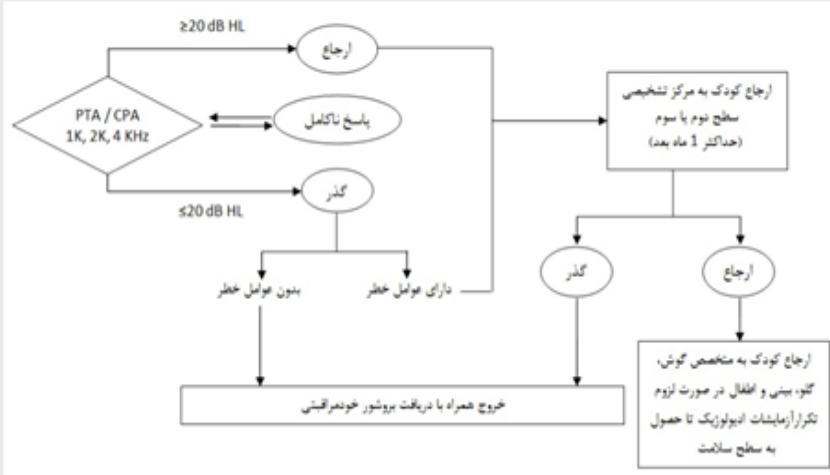 ≥20 dB HL
ارجاع
PTA / CPA
1K, 2K, 4 KHz
پاسخ ناکامل
گذر
≤20 dB HL
بدون عوامل خطر
دارای عوامل خطر
ارجاع کودک به مرکز تشخیصی
سطح دوم یا سوم
(حداکثر 1 ماه بعد)
گذر
ارجاع
خروج همراه با دریافت بروشور خودمراقبتی
ارجاع کودک به متخصص گوش،
گلو، بینی و اطفال در صورت لزوم
تکرارآزمایشات ادیولوژیک تا حصول
به سطح سلامت